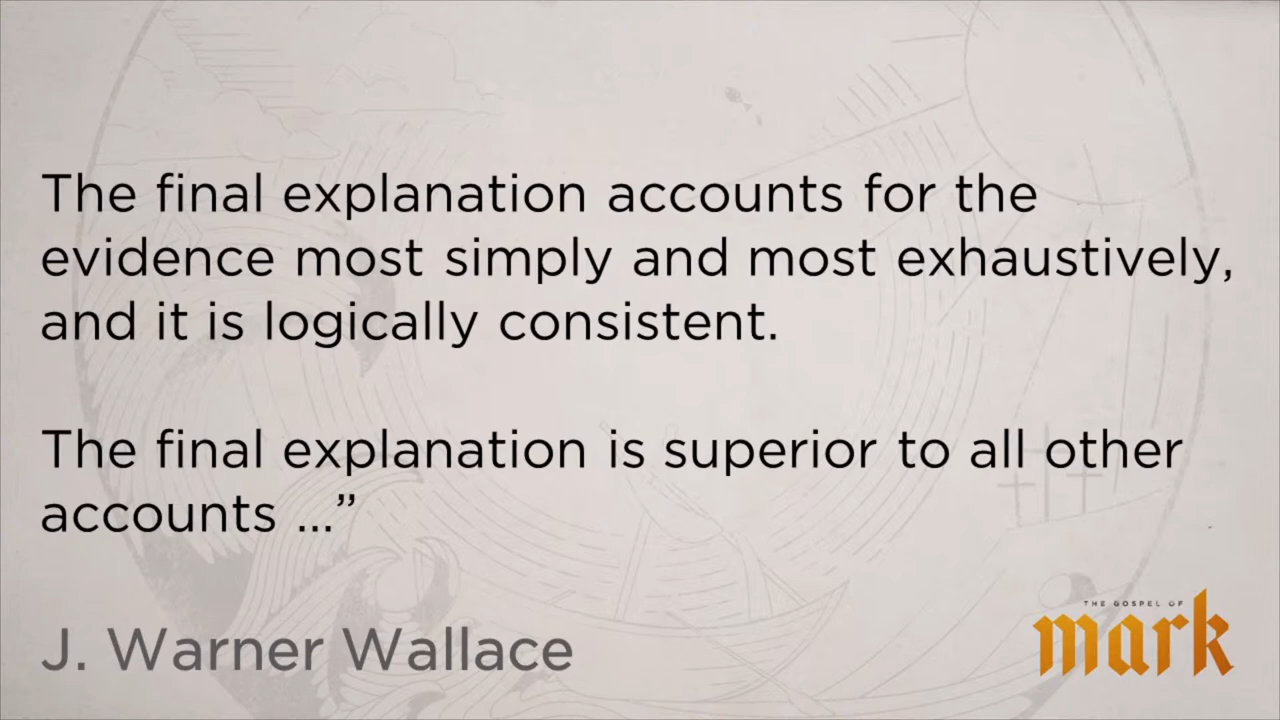 The final explanation accounts for the
evidence most simply and most exhaustively,
and it is logically consistent.
The final explanation is superior to all other
accounts ...”
J. Warner Wallace
THE GOSPEL OF
mark